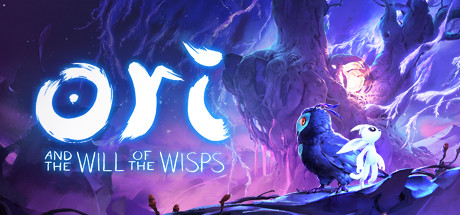 ori
AND THE WILL OF THE WISPS